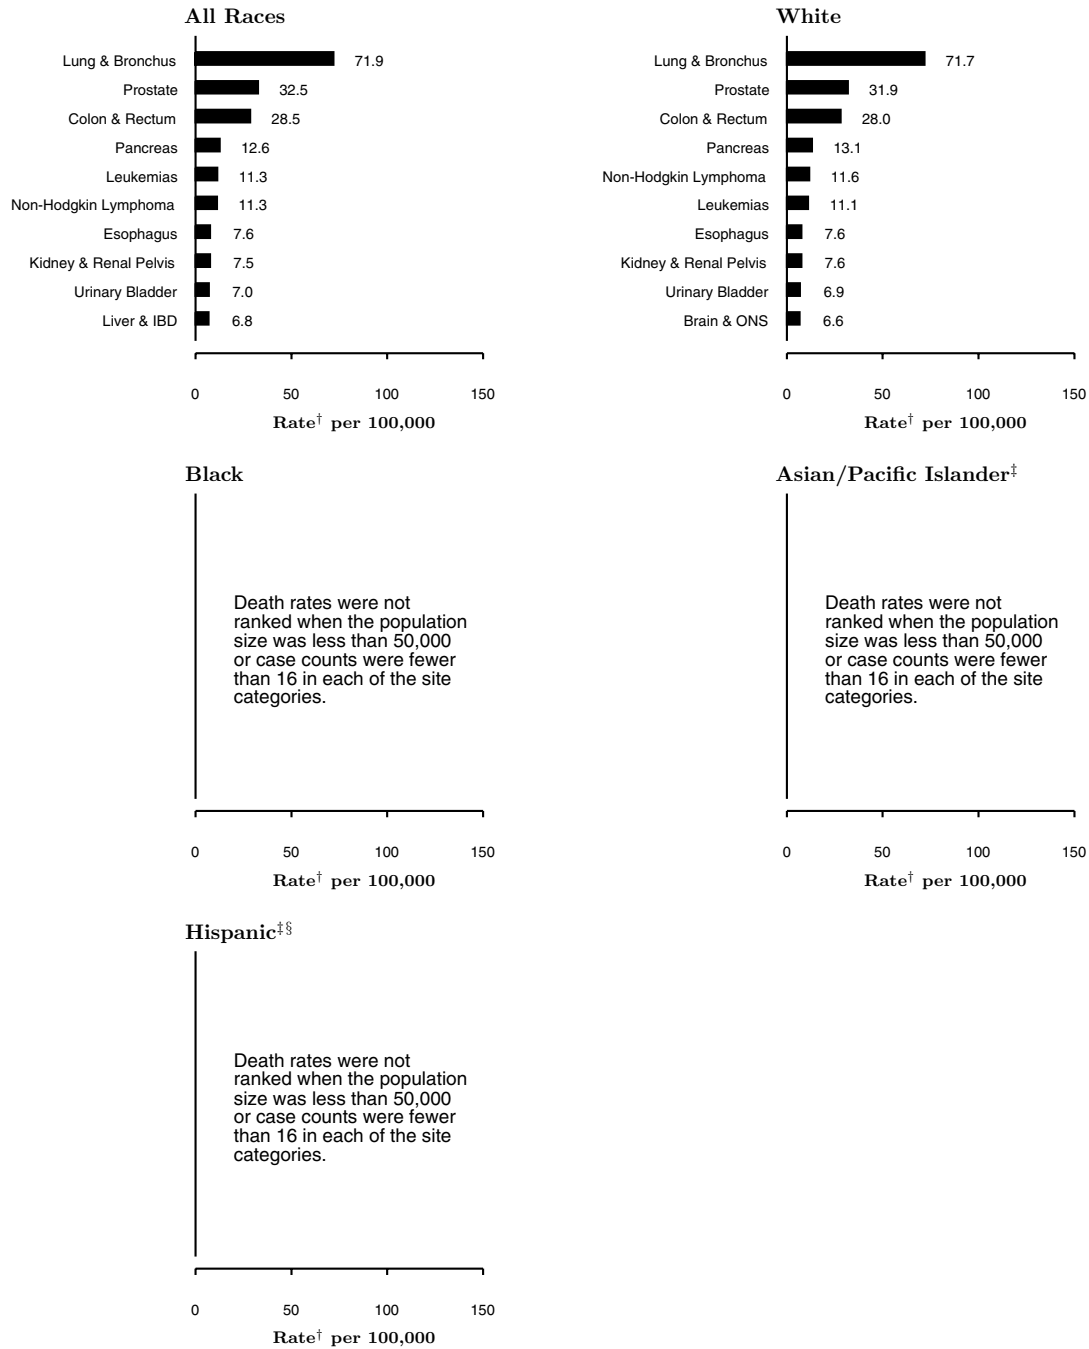 All Races
Lung & Bronchus 71.9
Prostate 32.5
Colon & Rectum 28.5
Pancreas 12.6
Leukemias 11.3
Non-Hodgkin Lymphoma 11.3
Esophagus 7.6
Kidney & Renal Pelvis 7.5
Urinary Bladder 7.0
Liver & IBD 6.8
0 50 100 150
Rate† per 100,000
White
Lung & Bronchus 71.7
Prostate 31.9
Colon & Rectum 28.0
Pancreas 13.1
Non-Hodgkin Lymphoma 11.6
Leukemias 11.1
Esophagus 7.6
Kidney & Renal Pelvis 7.6
Urinary Bladder 6.9
Brain & ONS 6.6
0 50 100 150
Rate† per 100,000
Black
Death rates were not
ranked when the population
size was less than 50,000
or case counts were fewer
than 16 in each of the site
categories.
0 50 100 150
Rate† per 100,000
Asian/Pacific Islander‡
Death rates were not
ranked when the population
size was less than 50,000
or case counts were fewer
than 16 in each of the site
categories.
0 50 100 150
Rate† per 100,000
Hispanic‡§
Death rates were not
ranked when the population
size was less than 50,000
or case counts were fewer
than 16 in each of the site
categories.
0 50 100 150
Rate† per 100,000